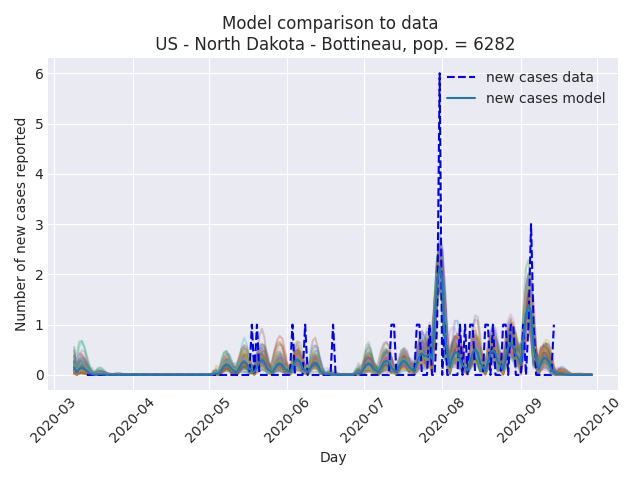 Model comparison to data
US - North Dakota - Bottineau, pop. = 6282
new cases data
new cases model
Number of new cases reported
6
5
4
3
2
1
0
2020-03
2020-04
2020-05
2020-06
2020-07
2020-08
2020-09
2020-10
Day